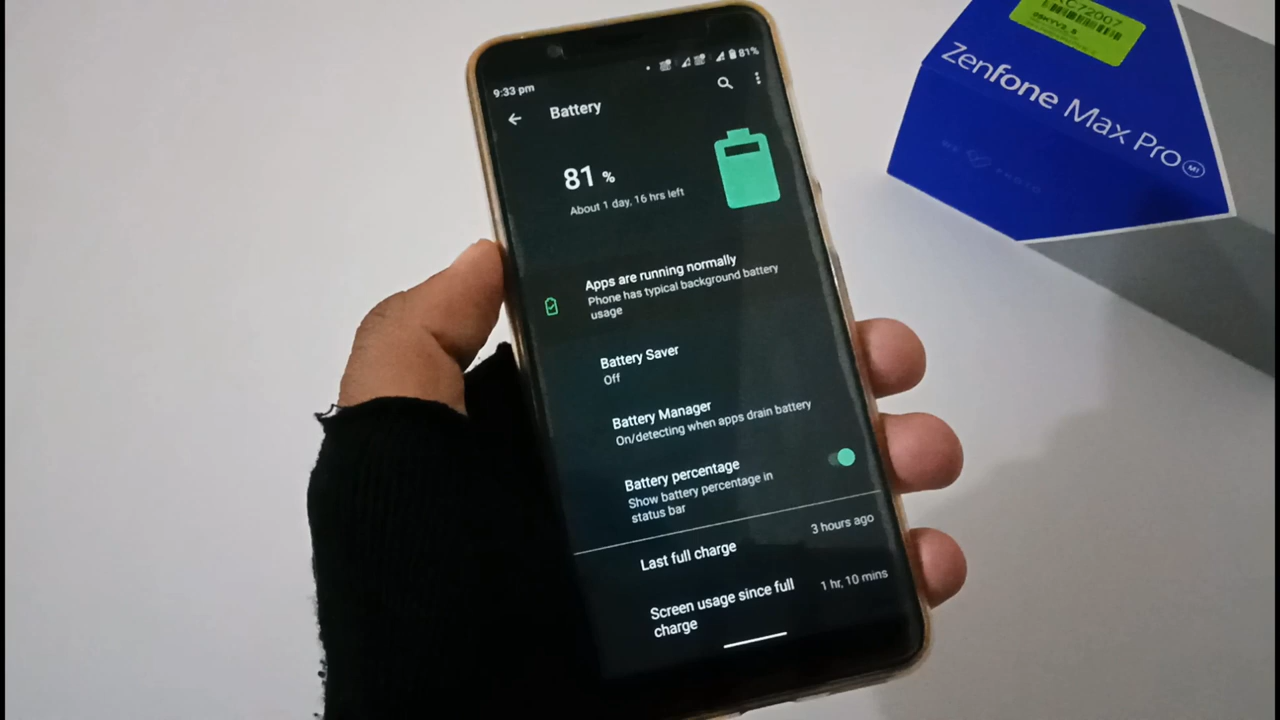 9:33 pm
81%
Battery
81 %
About 1 day, 16 hrs left
Apps are running normally
Phone has typical background battery
usage
Battery Saver
Off
Battery Manager
On/detecting when apps drain battery
Battery percentage
Show battery percentage in
status bar
Last full charge
3 hours ago
Screen usage since full
charge
1 hr, 10 mins
Zenfone Max Pro M1